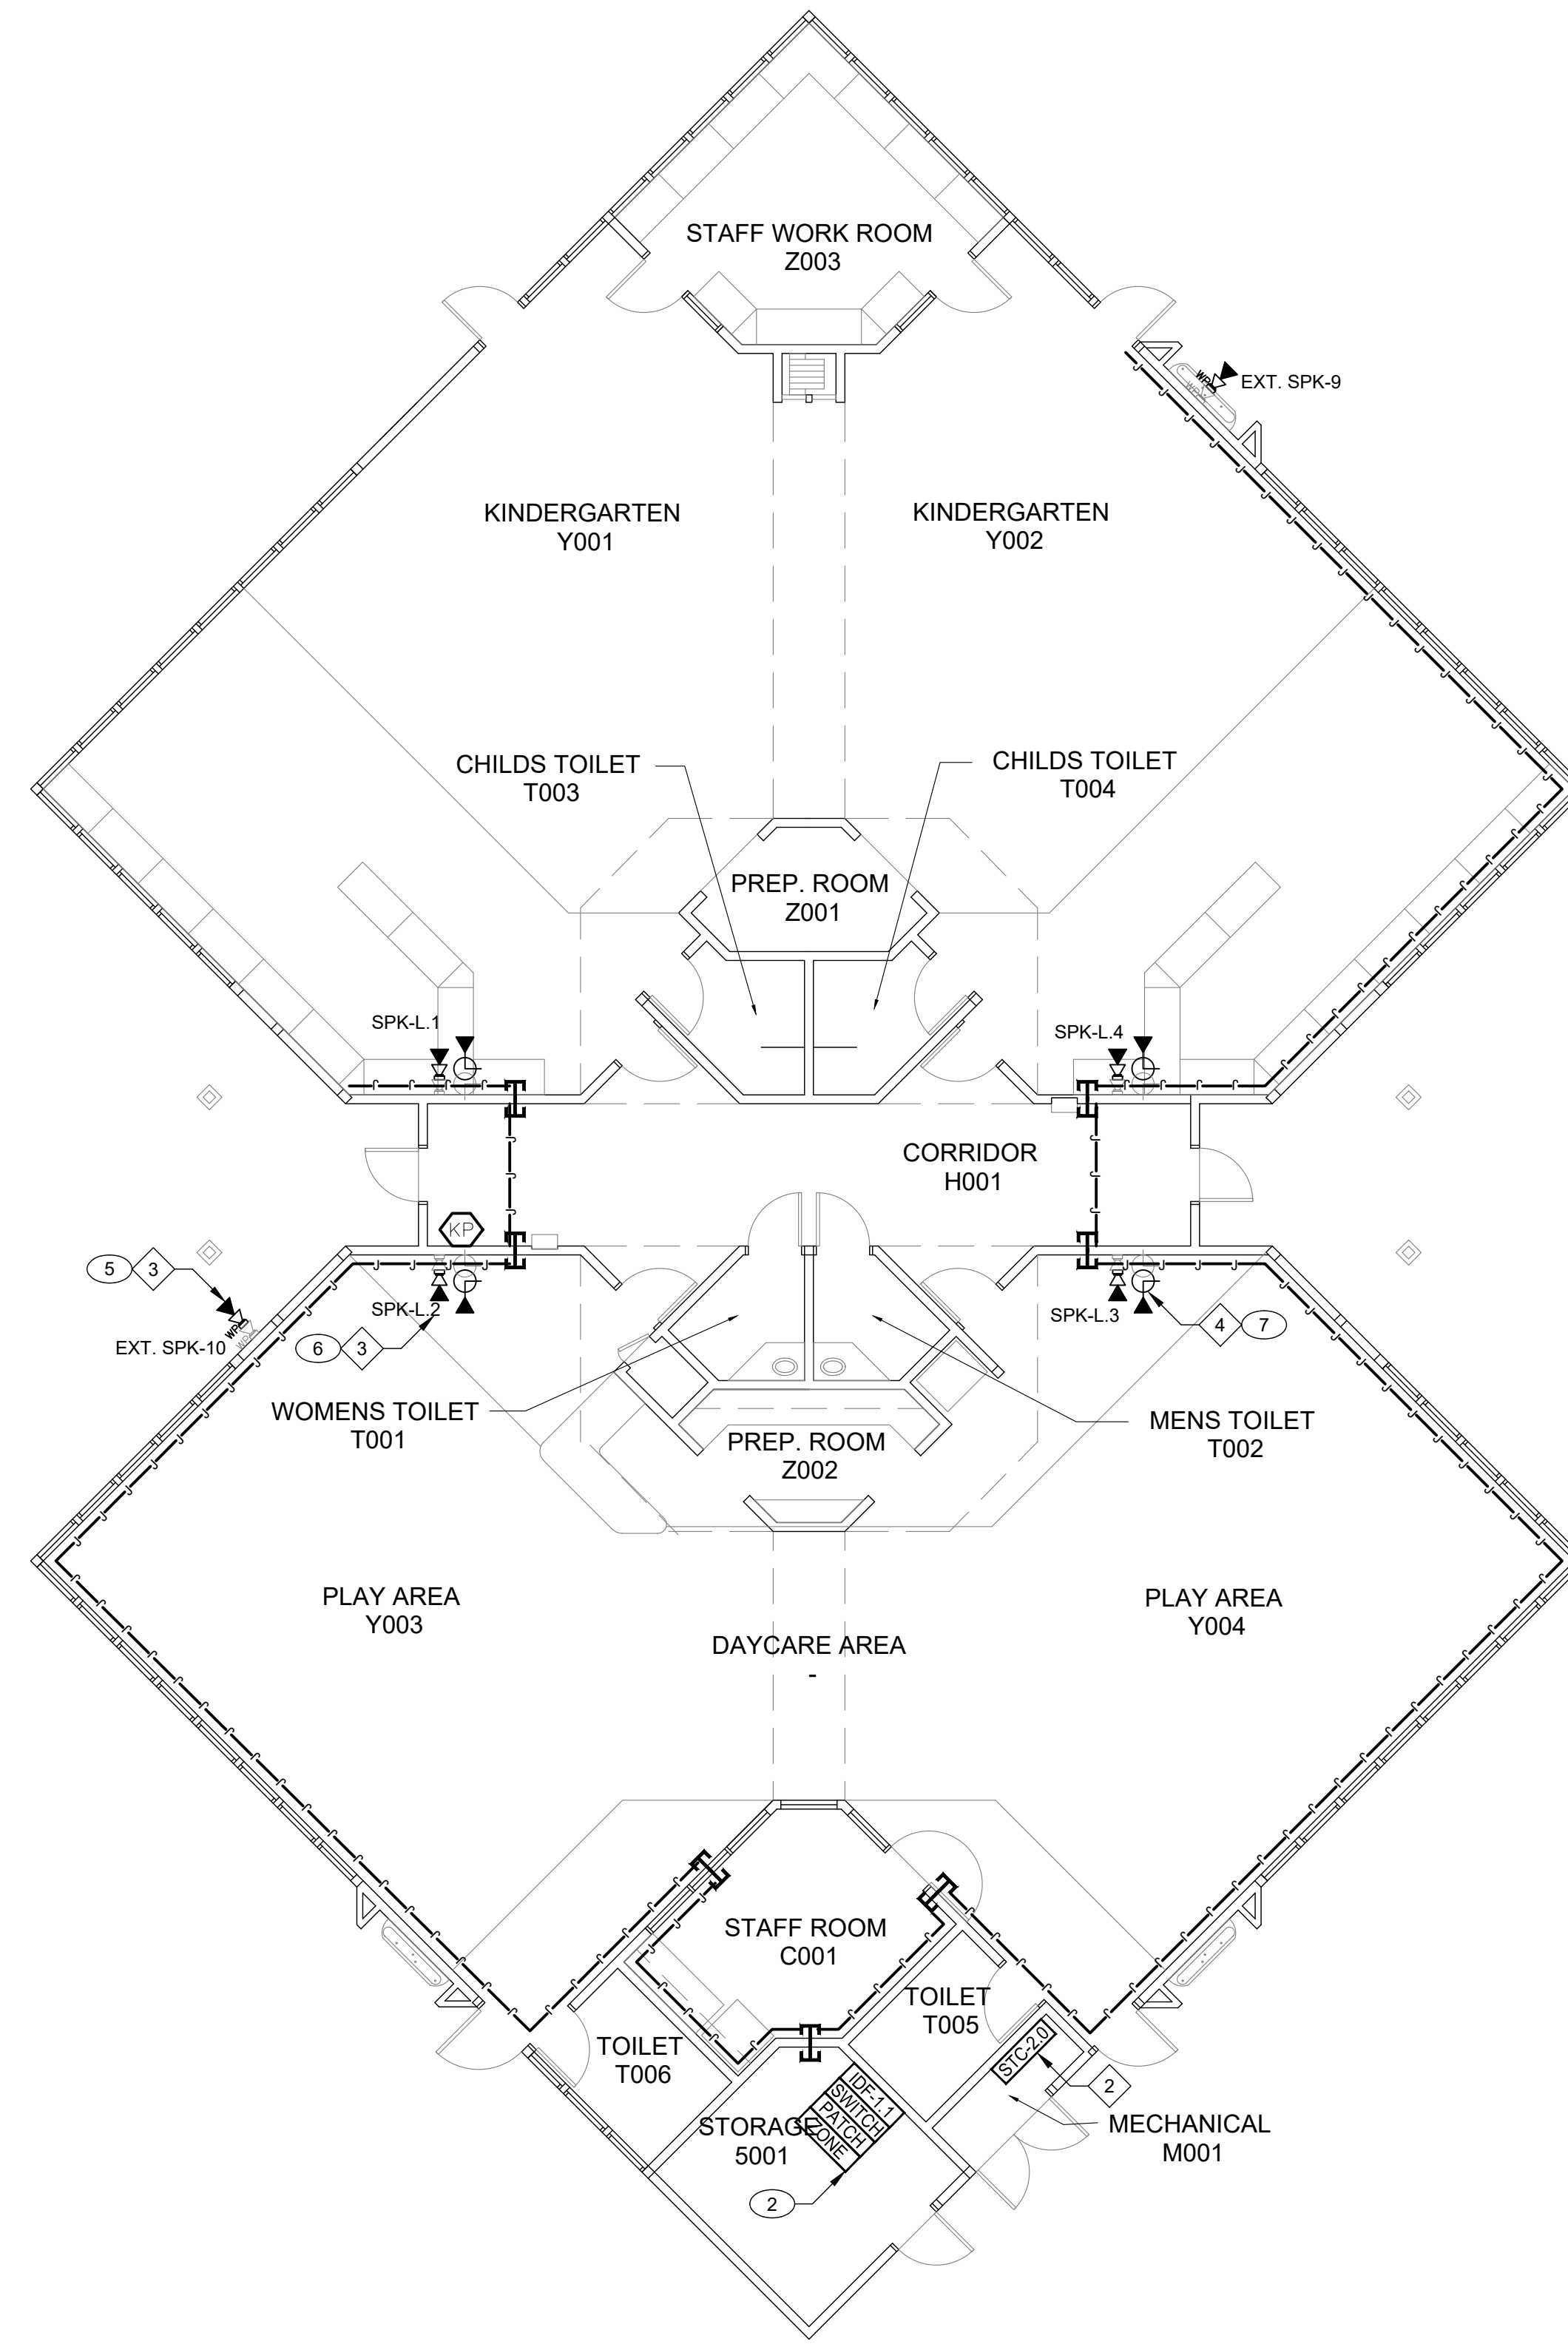 STAFF WORK ROOM
Z003
WP
WP
EXT. SPK-9
KINDERGARTEN
Y001
KINDERGARTEN
Y002
CHILDS TOILET
T003
CHILDS TOILET
T004
PREP. ROOM
Z001
SPK-L.1
SPK-L.4
CORRIDOR
H001
KP
5
3
WP
WP
EXT. SPK-10
SPK-L.2
6
3
SPK-L.3
4
7
WOMENS TOILET
T001
MENS TOILET
T002
PREP. ROOM
Z002
PLAY AREA
Y003
PLAY AREA
Y004
DAYCARE AREA
-
STAFF ROOM
C001
TOILET
T005
TOILET
T006
STC-2.0
2
IDF-1.1
SWITCH
PATCH
ZONE
STORAGE
5001
MECHANICAL
M001
2